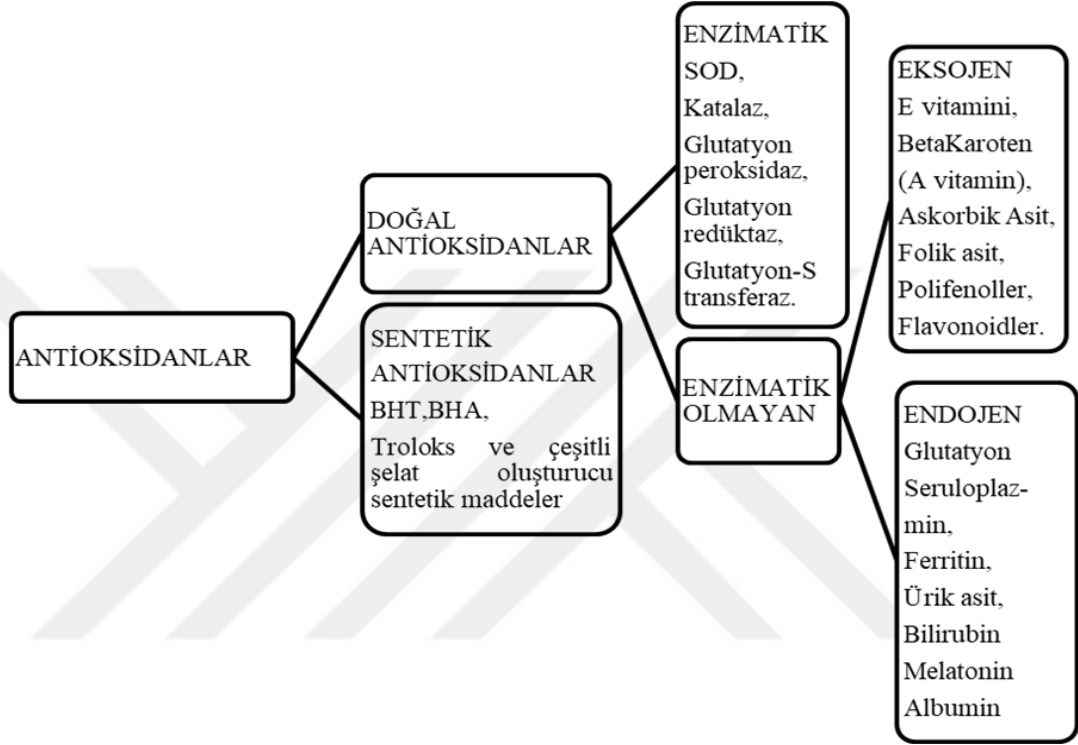 ANTİOKSİDANLAR
DOĞAL
ANTİOKSİDANLAR
SENTETİK
ANTİOKSİDANLAR
BHT,BHA,
Troloks ve çeşitli
şelat oluşturucu
sentetik maddeler
ENZİMATİK
SOD,
Katalaz,
Glutatyon
peroksidaz,
Glutatyon
redüktaz,
Glutatyon-S
transferaz.
ENZİMATİK
OLMAYAN
EKSOJEN
E vitamini,
BetaKaroten
(A vitamin),
Askorbik Asit,
Folik asit,
Polifenoller,
Flavonoidler.
ENDOJEN
Glutatyon
Seruloplaz-
min,
Ferritin,
Ürik asit,
Bilirubin
Melatonin
Albumin